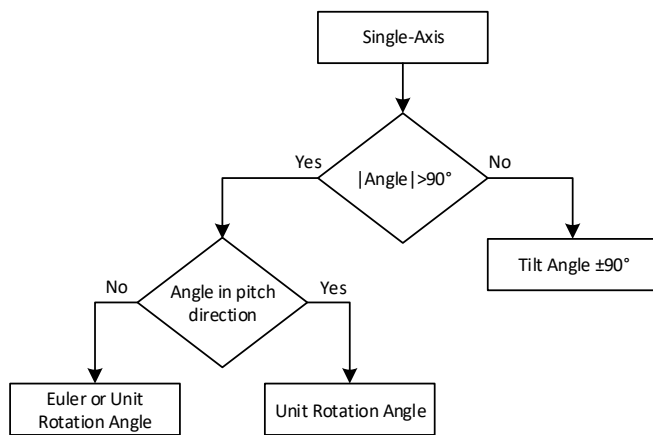 Single-Axis
Yes
|Angle|>90°
No
Tilt Angle ±90°
No
Angle in pitch
direction
Yes
Euler or Unit
Rotation Angle
Unit Rotation Angle